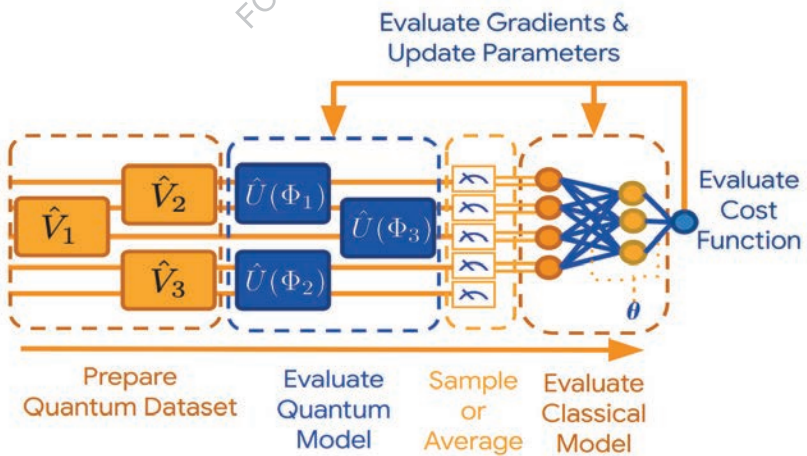 FO
Evaluate Gradients &
Update Parameters
V̂₁
V̂₂
V̂₃
Û(Φ₁)
Û(Φ₂)
Û(Φ₃)
Evaluate
Cost
Function
θ
Prepare
Quantum Dataset
Evaluate
Quantum
Model
Sample
or
Average
Evaluate
Classical
Model